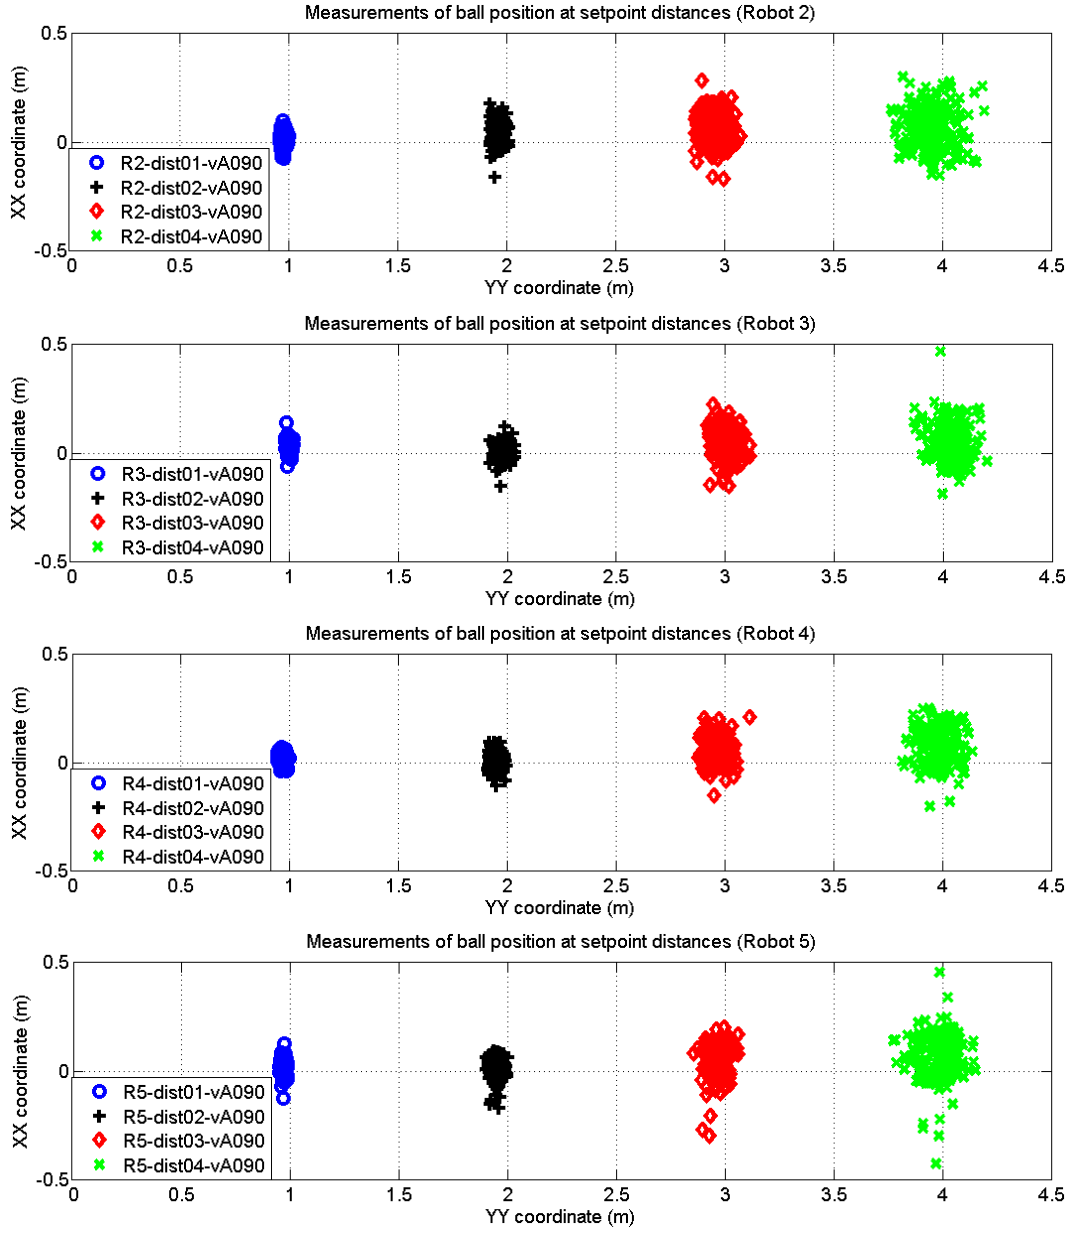 Measurements of ball position at setpoint distances (Robot 2)
0.5
0
-0.5
XX coordinate (m)
R2-dist01-vA090
R2-dist02-vA090
R2-dist03-vA090
R2-dist04-vA090
0 0.5 1 1.5 2 2.5 3 3.5 4 4.5
YY coordinate (m)
Measurements of ball position at setpoint distances (Robot 3)
0.5
0
-0.5
XX coordinate (m)
R3-dist01-vA090
R3-dist02-vA090
R3-dist03-vA090
R3-dist04-vA090
0 0.5 1 1.5 2 2.5 3 3.5 4 4.5
YY coordinate (m)
Measurements of ball position at setpoint distances (Robot 4)
0.5
0
-0.5
XX coordinate (m)
R4-dist01-vA090
R4-dist02-vA090
R4-dist03-vA090
R4-dist04-vA090
0 0.5 1 1.5 2 2.5 3 3.5 4 4.5
YY coordinate (m)
Measurements of ball position at setpoint distances (Robot 5)
0.5
0
-0.5
XX coordinate (m)
R5-dist01-vA090
R5-dist02-vA090
R5-dist03-vA090
R5-dist04-vA090
0 0.5 1 1.5 2 2.5 3 3.5 4 4.5
YY coordinate (m)